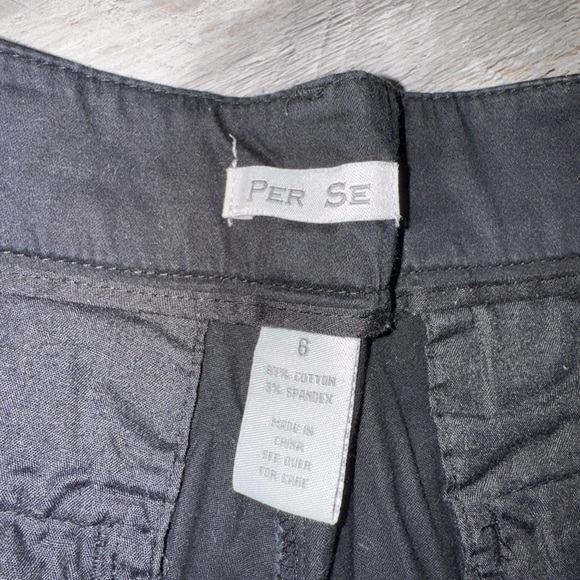 PER SE
6
97% COTTON
3% SPANDEX
MADE IN
CHINA
SEE OVER
FOR CARE